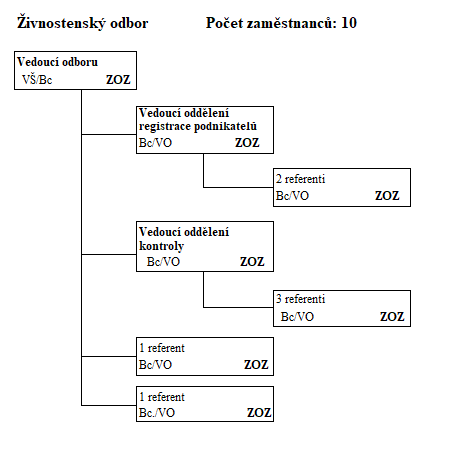 Živnostenský odbor Počet zaměstnanců: 10
Vedoucí odboru
VŠ/Bc ZOZ
Vedoucí oddělení
registrace podnikatelů
Bc/VO ZOZ
2 referenti
Bc/VO ZOZ
Vedoucí oddělení
kontroly
Bc/VO ZOZ
3 referenti
Bc/VO ZOZ
1 referent
Bc/VO ZOZ
1 referent
Bc./VO ZOZ